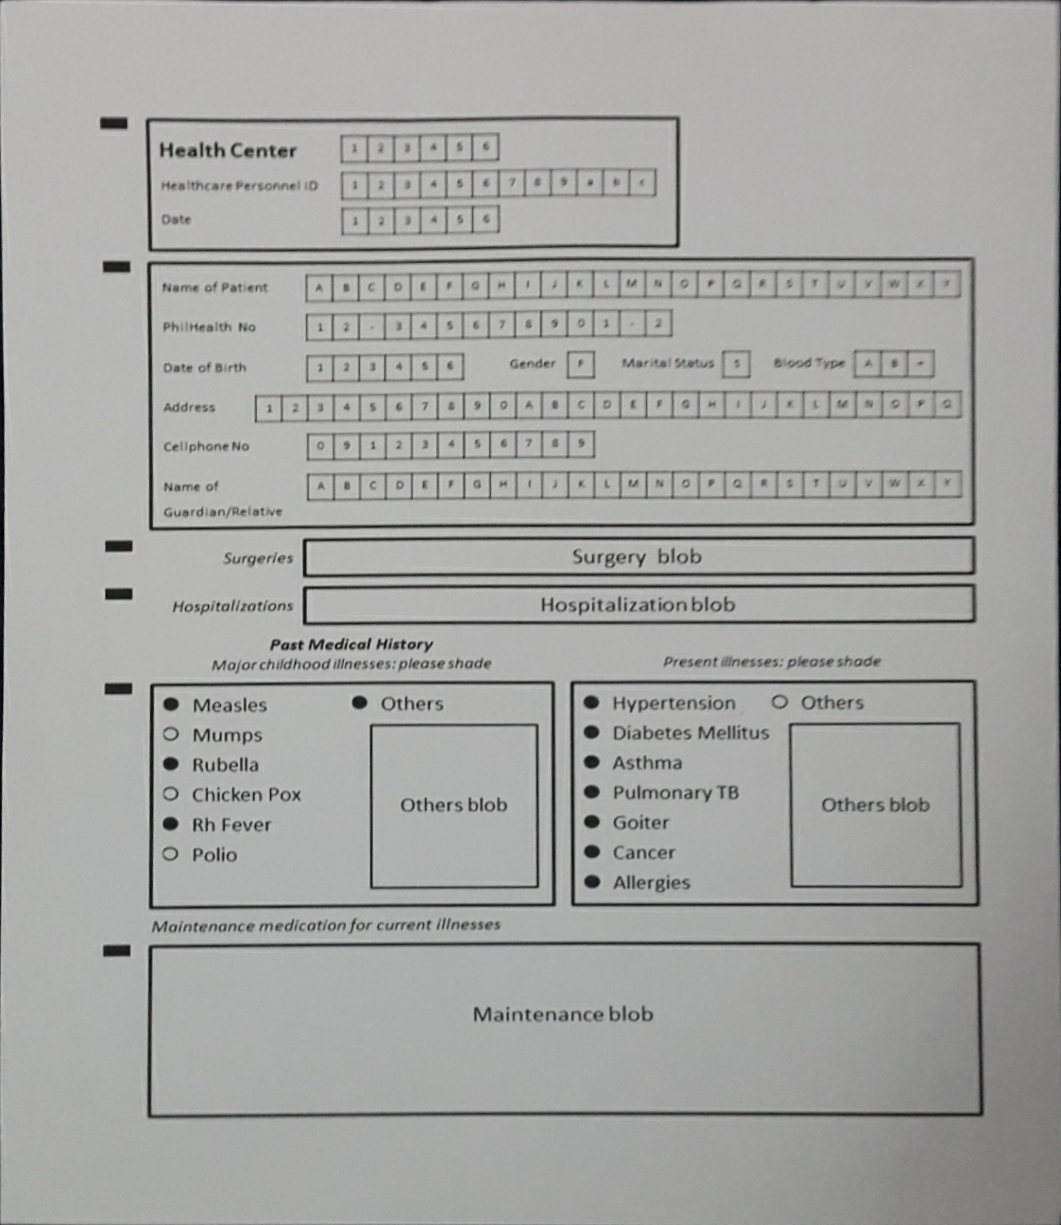 Health Center 1 2 3 4 5 6
Healthcare Personnel ID 1 2 3 4 5 6 7 8 9 a b c
Date 1 2 3 4 5 6
Name of Patient A B C D E F G H I J K L M N O P Q R S T U V W X Y
PhilHealth No 1 2 - 3 4 5 6 7 8 9 0 1 - 2
Date of Birth 1 2 3 4 5 6 Gender F Marital Status S Blood Type A B +
Address 1 2 3 4 5 6 7 8 9 0 A B C D E F G H I J K L M N O P Q
Cellphone No 0 9 1 2 3 4 5 6 7 8 9
Name of A B C D E F G H I J K L M N O P Q R S T U V W X Y
Guardian/Relative
Surgeries Surgery blob
Hospitalizations Hospitalization blob
Past Medical History
Major childhood illnesses: please shade
Present illnesses: please shade
Measles Others
Mumps
Rubella
Chicken Pox
Others blob
Rh Fever
Polio
Hypertension Others
Diabetes Mellitus
Asthma
Pulmonary TB
Others blob
Goiter
Cancer
Allergies
Maintenance medication for current illnesses
Maintenance blob